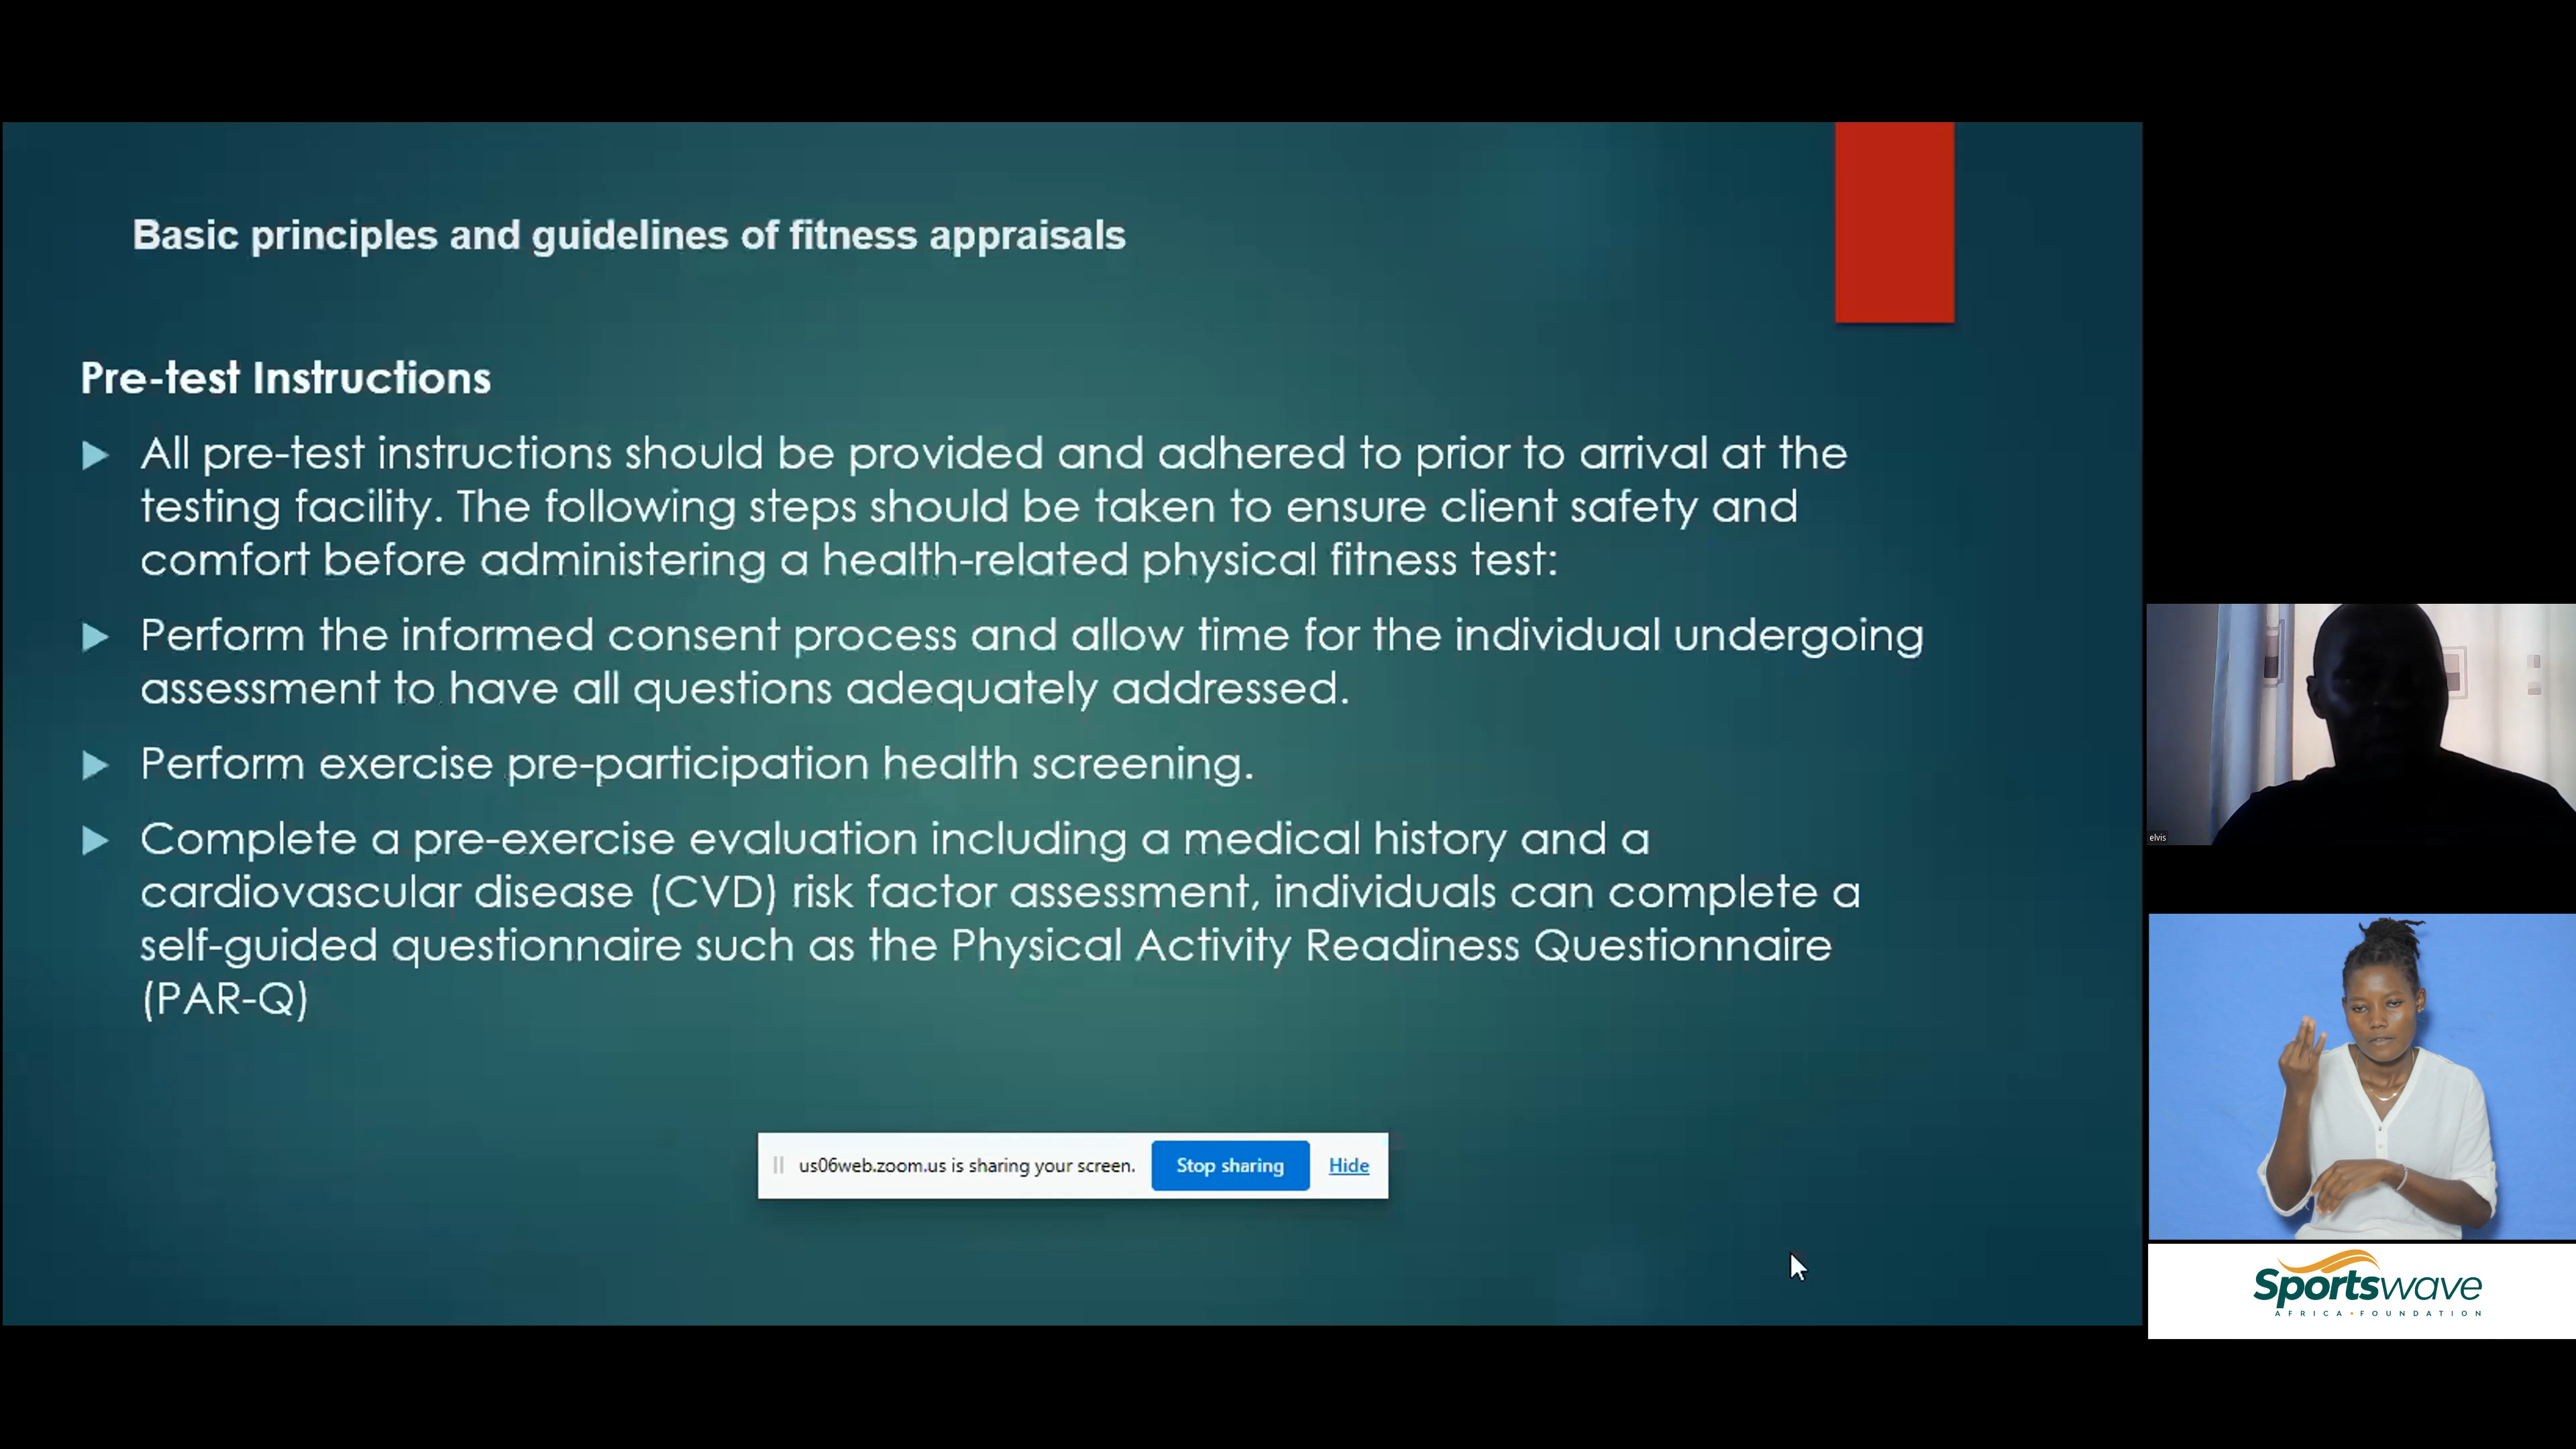 Basic principles and guidelines of fitness appraisals
Pre-test Instructions
All pre-test instructions should be provided and adhered to prior to arrival at the
testing facility. The following steps should be taken to ensure client safety and
comfort before administering a health-related physical fitness test:
Perform the informed consent process and allow time for the individual undergoing
assessment to have all questions adequately addressed.
Perform exercise pre-participation health screening.
Complete a pre-exercise evaluation including a medical history and a
cardiovascular disease (CVD) risk factor assessment, individuals can complete a
self-guided questionnaire such as the Physical Activity Readiness Questionnaire
(PAR-Q)
us06web.zoom.us is sharing your screen. Stop sharing Hide
elvis
Sportswave
AFRICA • FOUNDATION